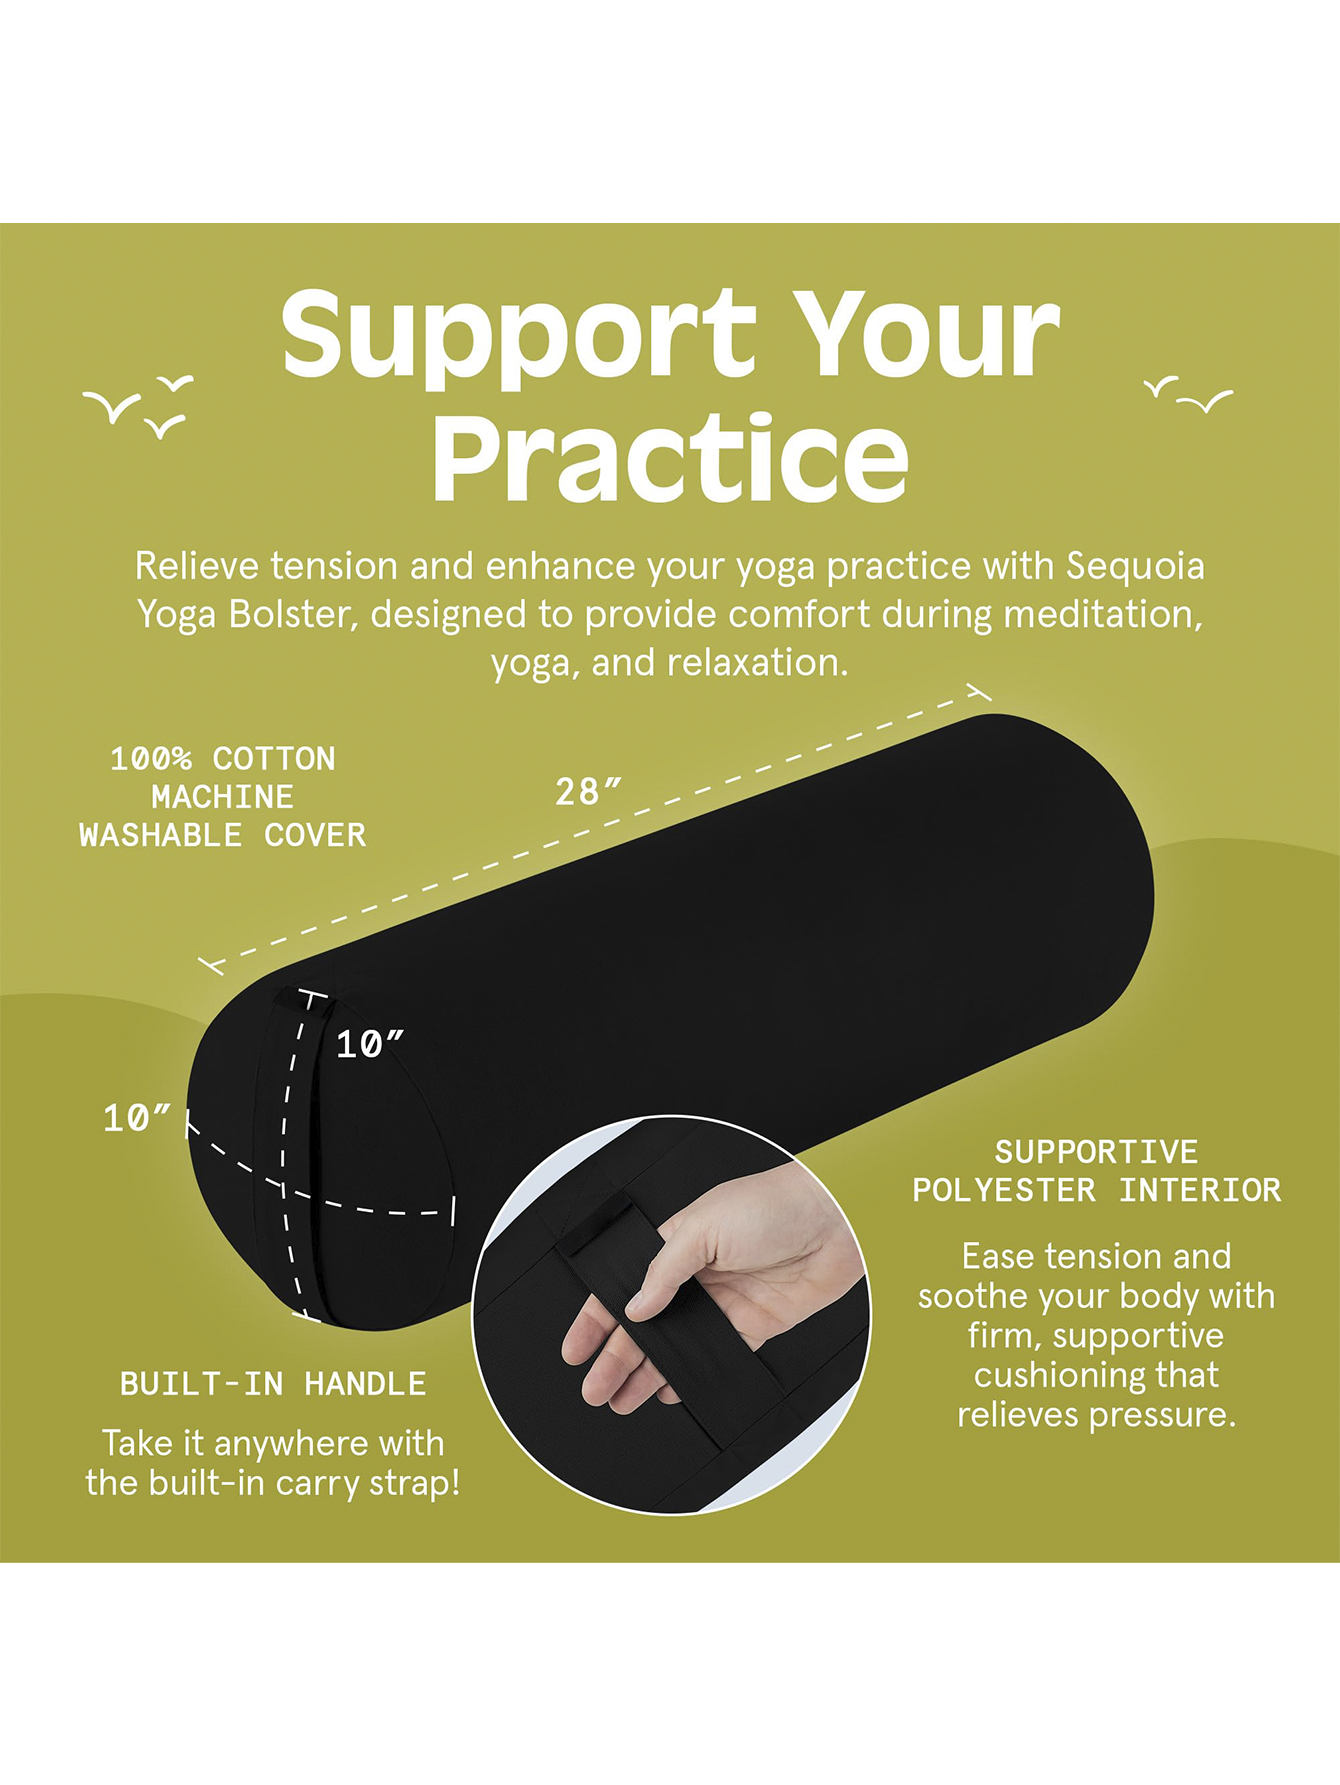 Support Your
Practice
Relieve tension and enhance your yoga practice with Sequoia
Yoga Bolster, designed to provide comfort during meditation,
yoga, and relaxation.
100% COTTON
MACHINE
WASHABLE COVER
28”
10”
10”
SUPPORTIVE
POLYESTER INTERIOR
Ease tension and
soothe your body with
firm, supportive
cushioning that
relieves pressure.
BUILT-IN HANDLE
Take it anywhere with
the built-in carry strap!